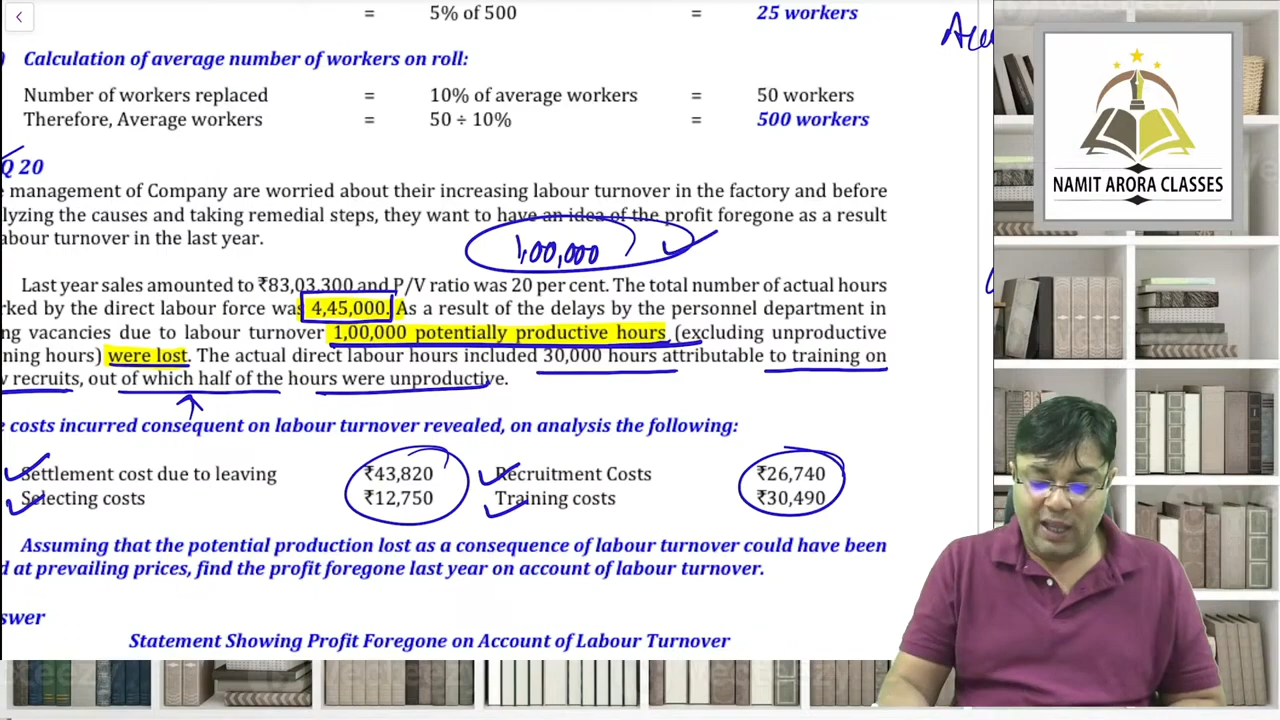 = 5% of 500 = 25 workers
) Calculation of average number of workers on roll:
Number of workers replaced = 10% of average workers = 50 workers
Therefore, Average workers = 50 ÷ 10% = 500 workers
Q 20
management of Company are worried about their increasing labour turnover in the factory and before
lyzing the causes and taking remedial steps, they want to have an idea of the profit foregone as a result
abour turnover in the last year.
1,00,000
Last year sales amounted to ₹83,03,300 and P/V ratio was 20 per cent. The total number of actual hours
rked by the direct labour force was 4,45,000. As a result of the delays by the personnel department in
ng vacancies due to labour turnover 1,00,000 potentially productive hours (excluding unproductive
ning hours) were lost. The actual direct labour hours included 30,000 hours attributable to training on
recruits, out of which half of the hours were unproductive.
costs incurred consequent on labour turnover revealed, on analysis the following:
Settlement cost due to leaving ₹43,820 Recruitment Costs ₹26,740
Selecting costs ₹12,750 Training costs ₹30,490
Assuming that the potential production lost as a consequence of labour turnover could have been
d at prevailing prices, find the profit foregone last year on account of labour turnover.
swer
Statement Showing Profit Foregone on Account of Labour Turnover
NAMIT ARORA CLASSES